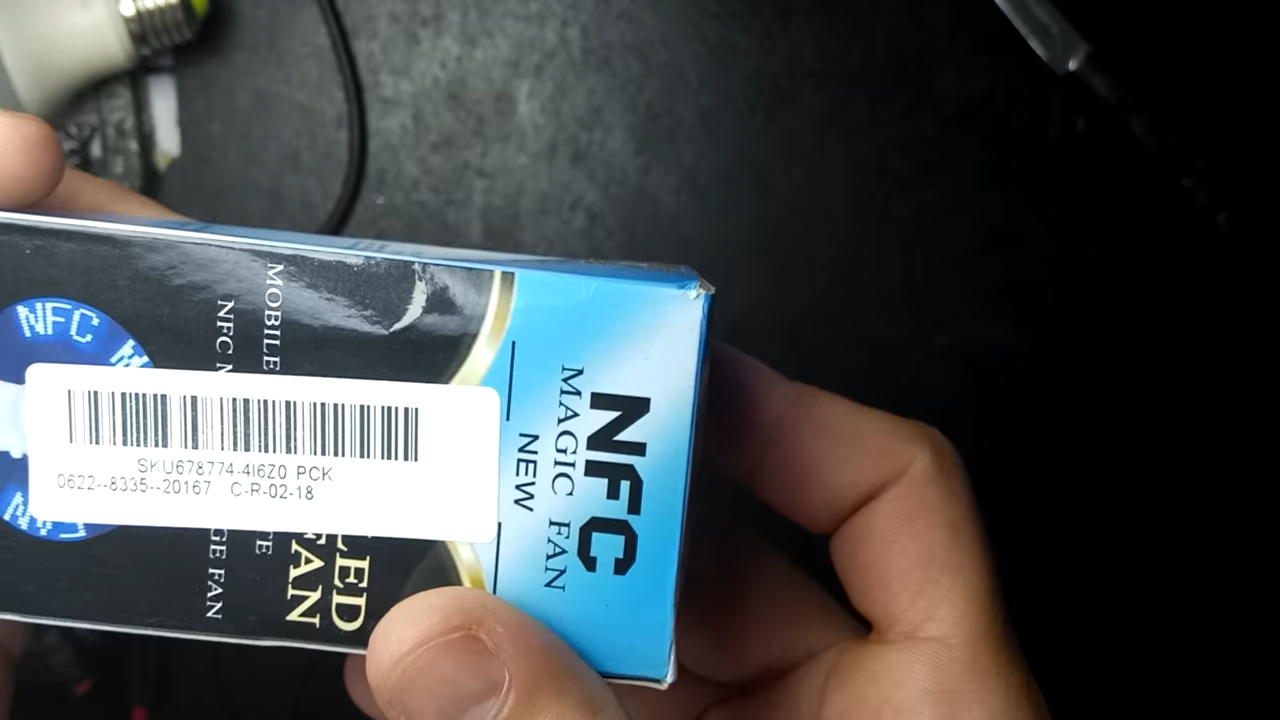 NFC
MAGIC FAN
NEW
LED
FAN
MOBILE
TE
NFC
GE FAN
NFC
SKU678774-4I6Z0 PCK
0622--8335--20167 C-R-02-18